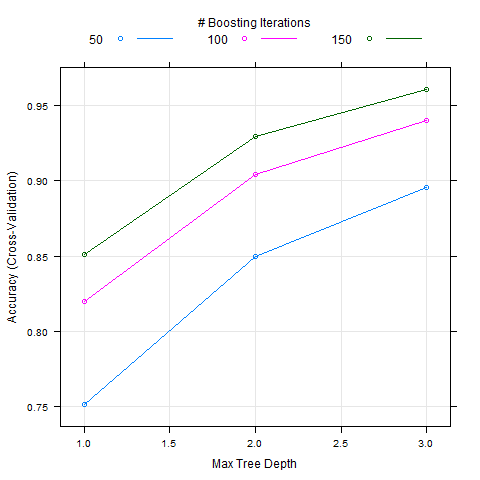 # Boosting Iterations
50 100 150
0.95
0.90
0.85
0.80
0.75
Accuracy (Cross-Validation)
1.0 1.5 2.0 2.5 3.0
Max Tree Depth